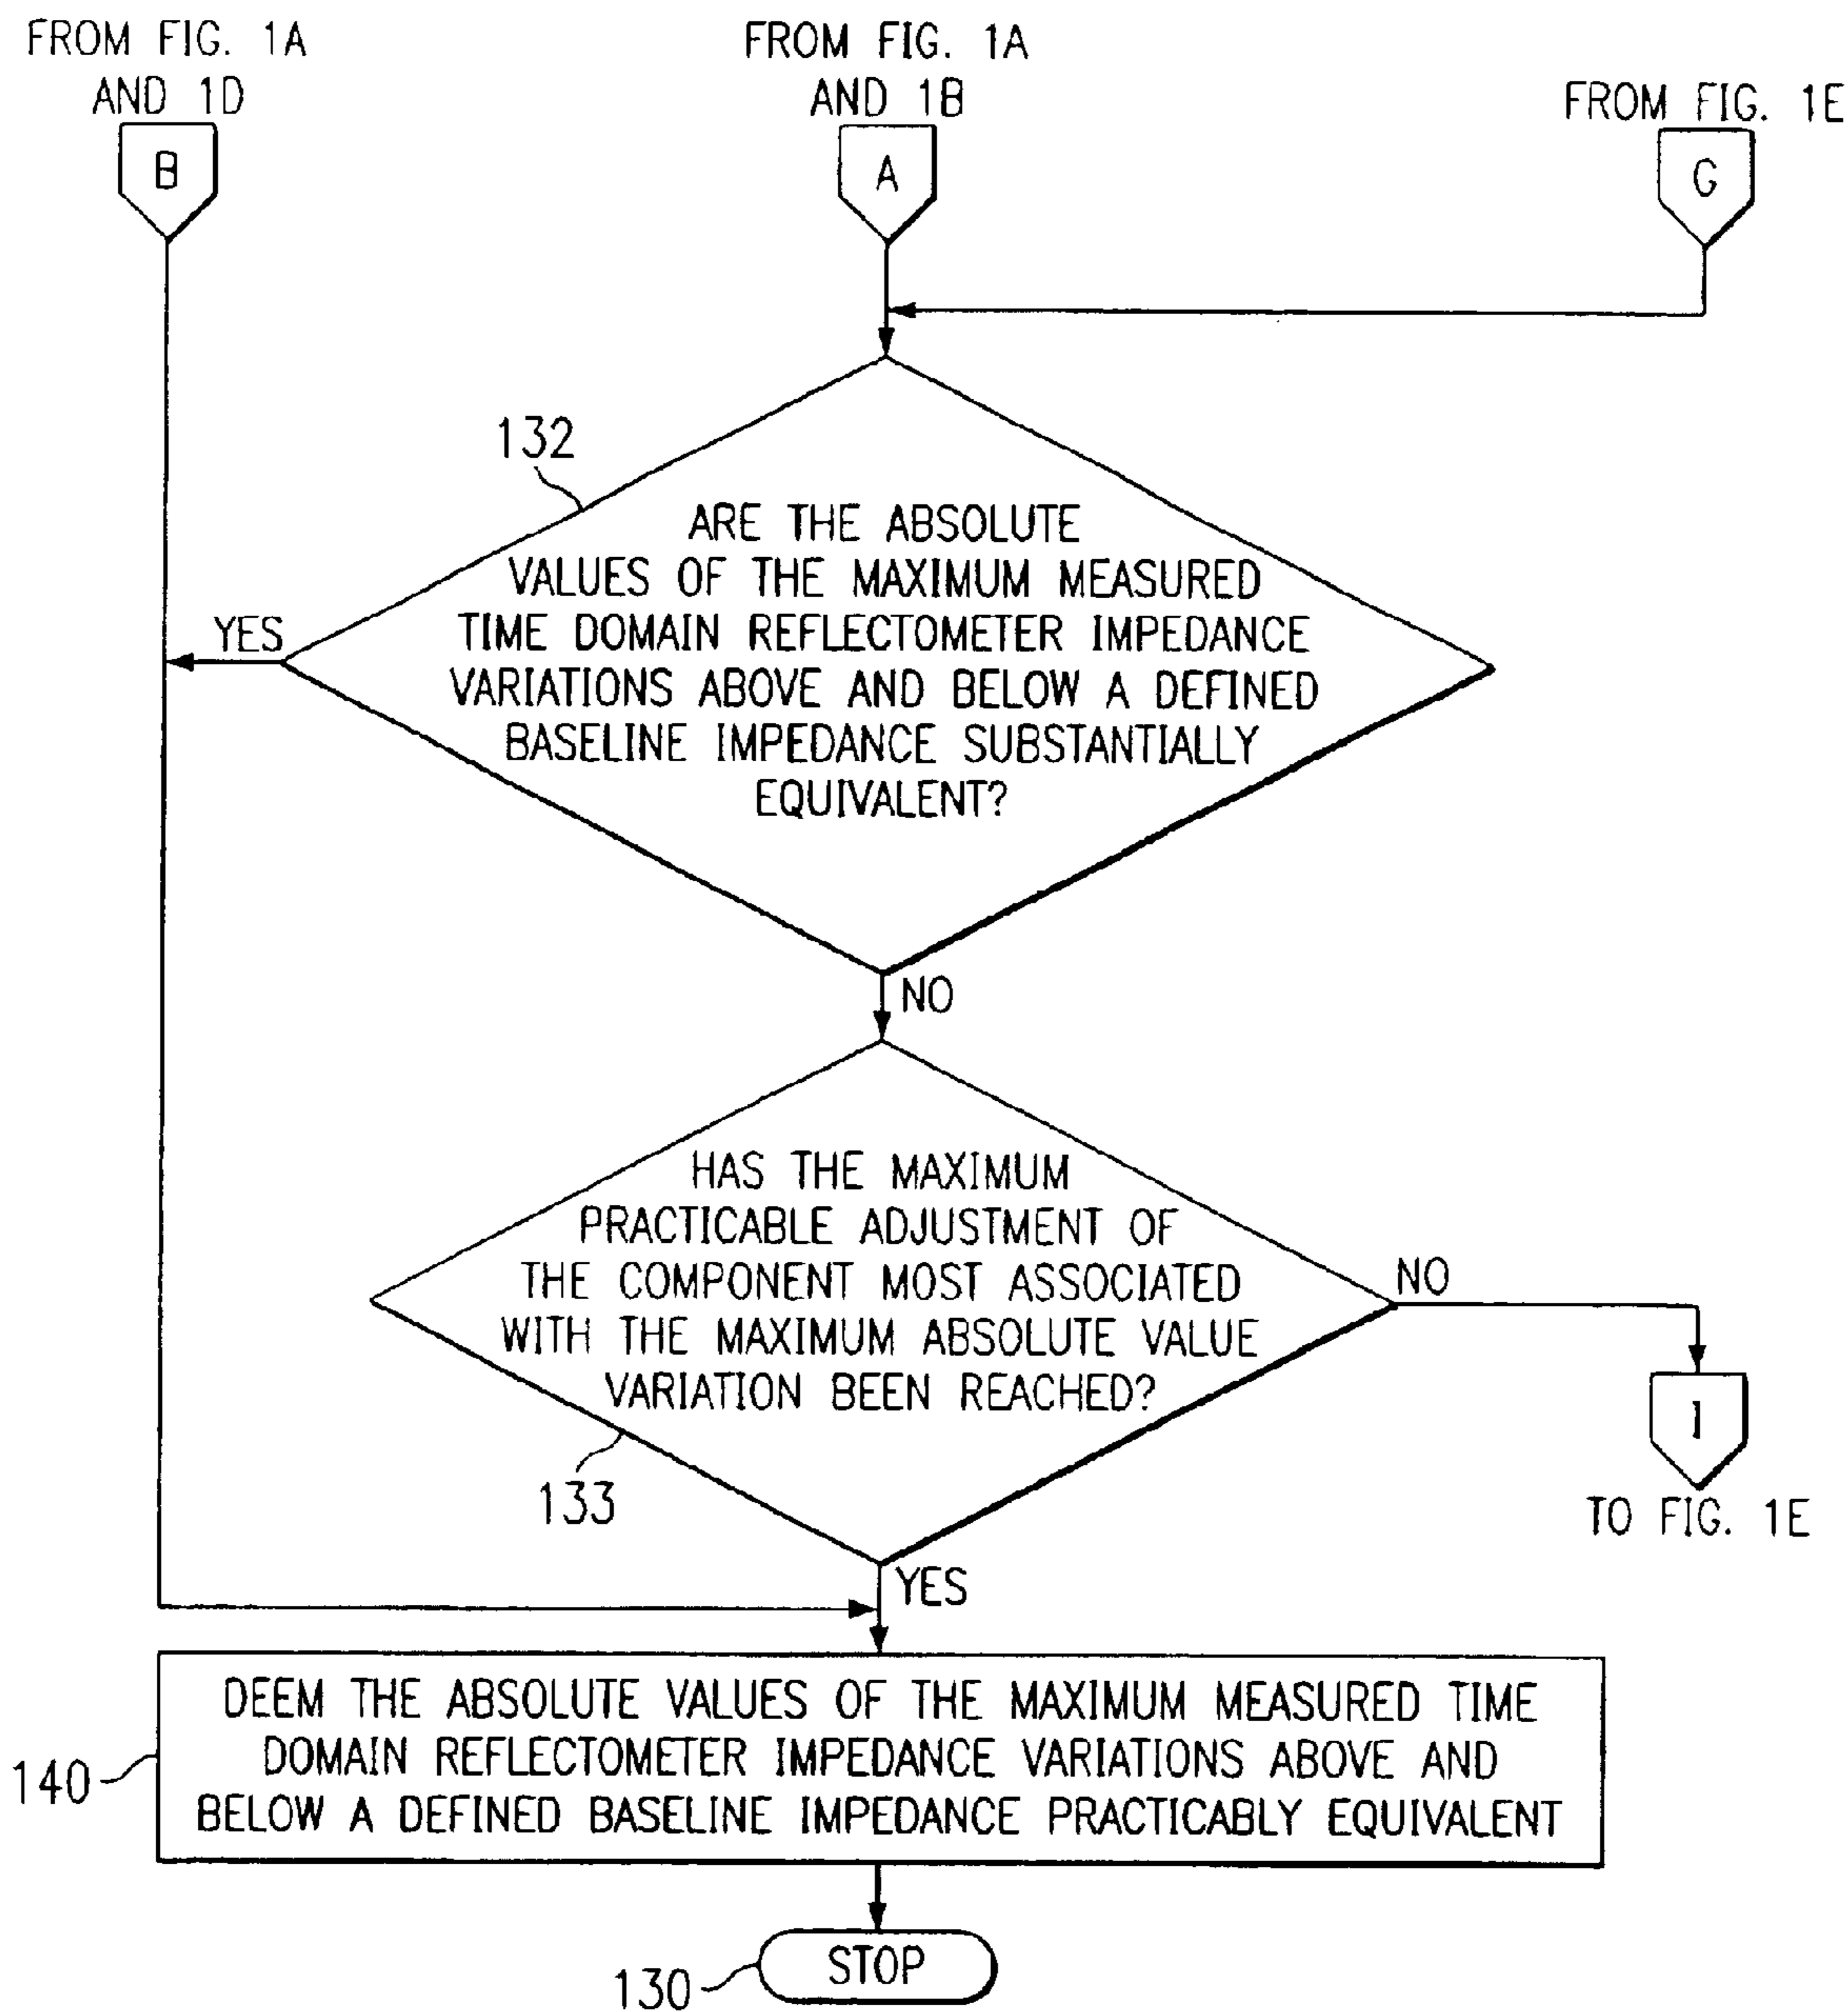 FROM FIG. 1A
AND 1D
B
FROM FIG. 1A
AND 1B
A
FROM FIG. 1E
G
132
ARE THE ABSOLUTE
VALUES OF THE MAXIMUM MEASURED
TIME DOMAIN REFLECTOMETER IMPEDANCE
VARIATIONS ABOVE AND BELOW A DEFINED
BASELINE IMPEDANCE SUBSTANTIALLY
EQUIVALENT?
YES
NO
HAS THE MAXIMUM
PRACTICABLE ADJUSTMENT OF
THE COMPONENT MOST ASSOCIATED
WITH THE MAXIMUM ABSOLUTE VALUE
VARIATION BEEN REACHED?
NO
I
TO FIG. 1E
133
YES
DEEM THE ABSOLUTE VALUES OF THE MAXIMUM MEASURED TIME
DOMAIN REFLECTOMETER IMPEDANCE VARIATIONS ABOVE AND
BELOW A DEFINED BASELINE IMPEDANCE PRACTICABLY EQUIVALENT
140
STOP
130